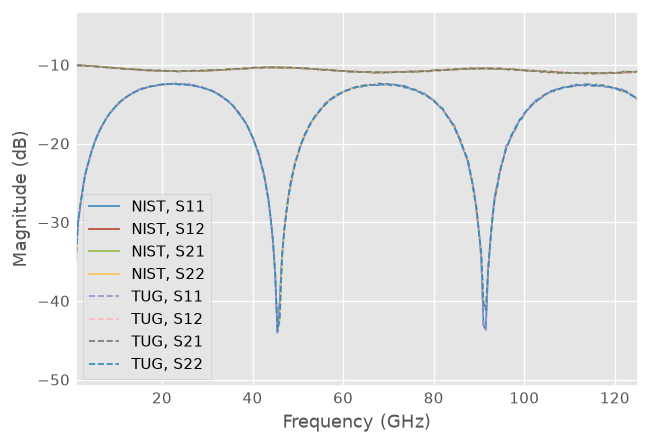 −10
−20
−30
−40
−50
Magnitude (dB)
NIST, S11
NIST, S12
NIST, S21
NIST, S22
TUG, S11
TUG, S12
TUG, S21
TUG, S22
20 40 60 80 100 120
Frequency (GHz)